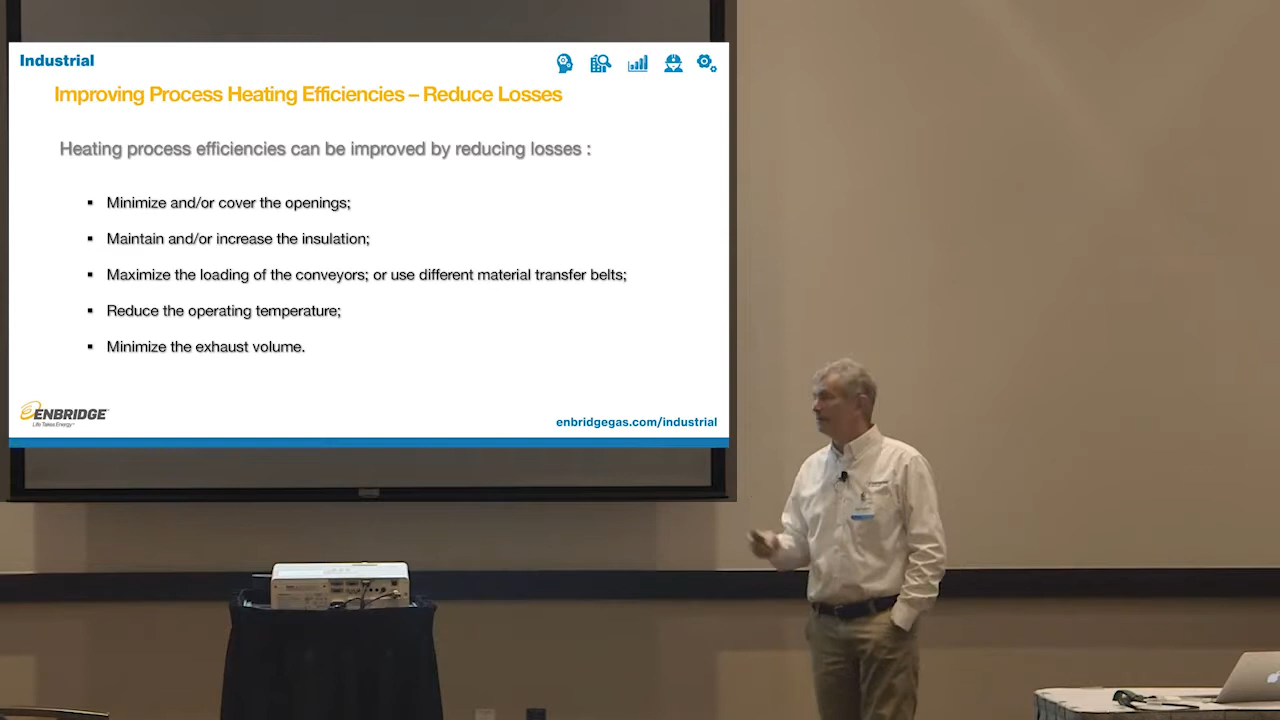 Industrial
Improving Process Heating Efficiencies – Reduce Losses
Heating process efficiencies can be improved by reducing losses :
▪ Minimize and/or cover the openings;
▪ Maintain and/or increase the insulation;
▪ Maximize the loading of the conveyors; or use different material transfer belts;
▪ Reduce the operating temperature;
▪ Minimize the exhaust volume.
ENBRIDGE
Life Takes Energy™
enbridgegas.com/industrial